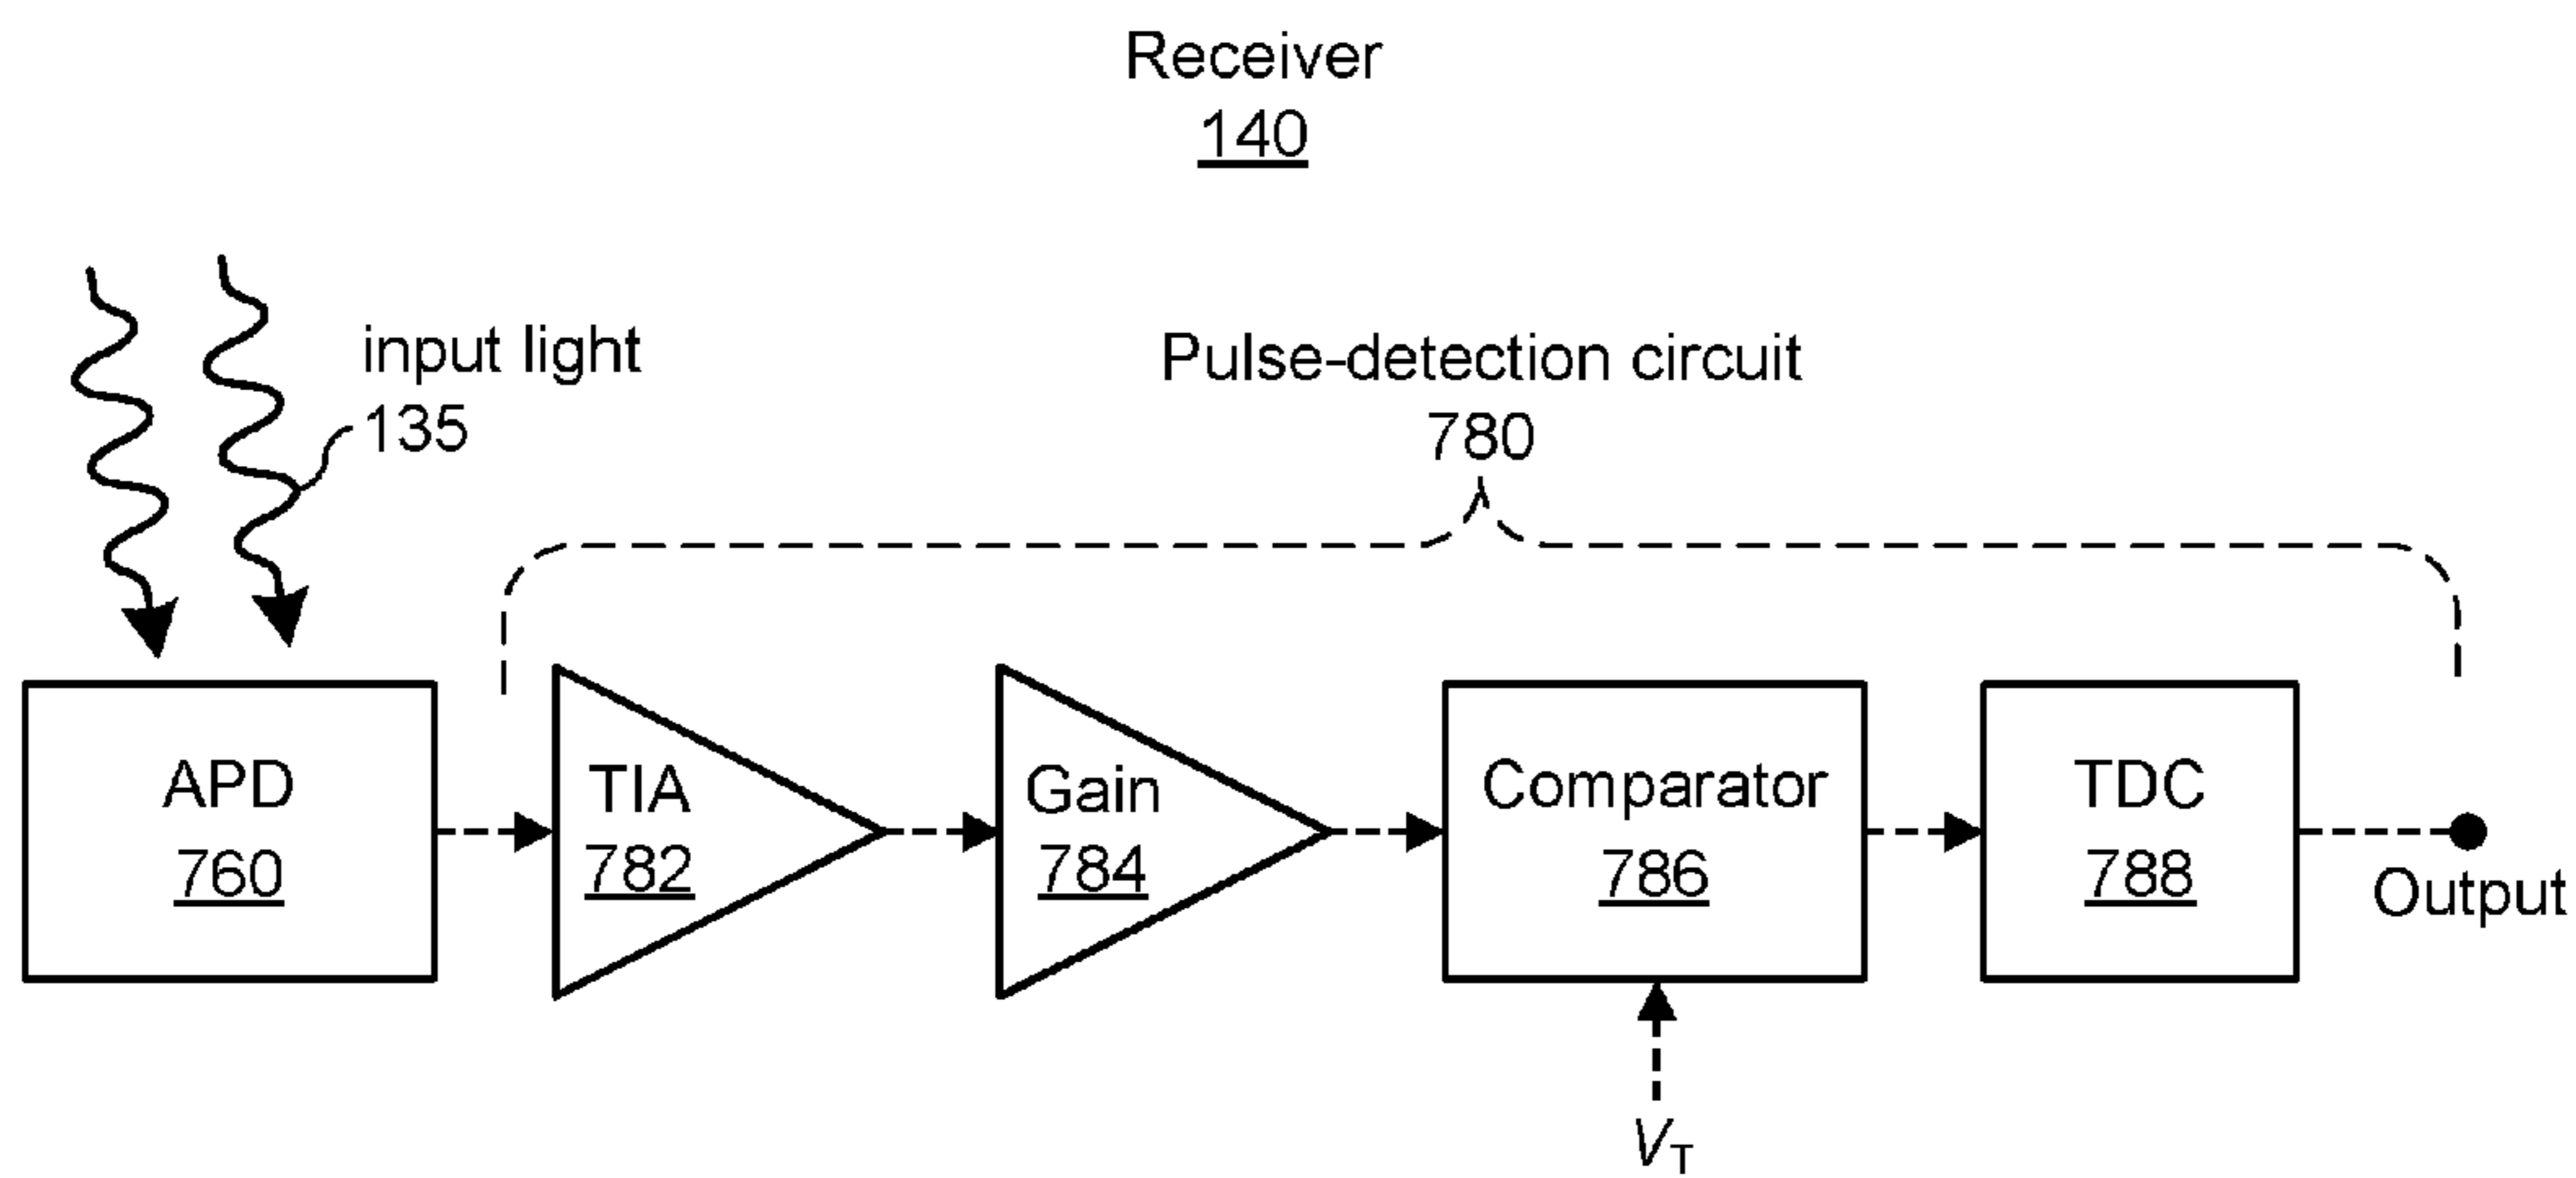 Receiver
140
input light
135
Pulse-detection circuit
780
APD
760
TIA
782
Gain
784
Comparator
786
TDC
788
Output
VT